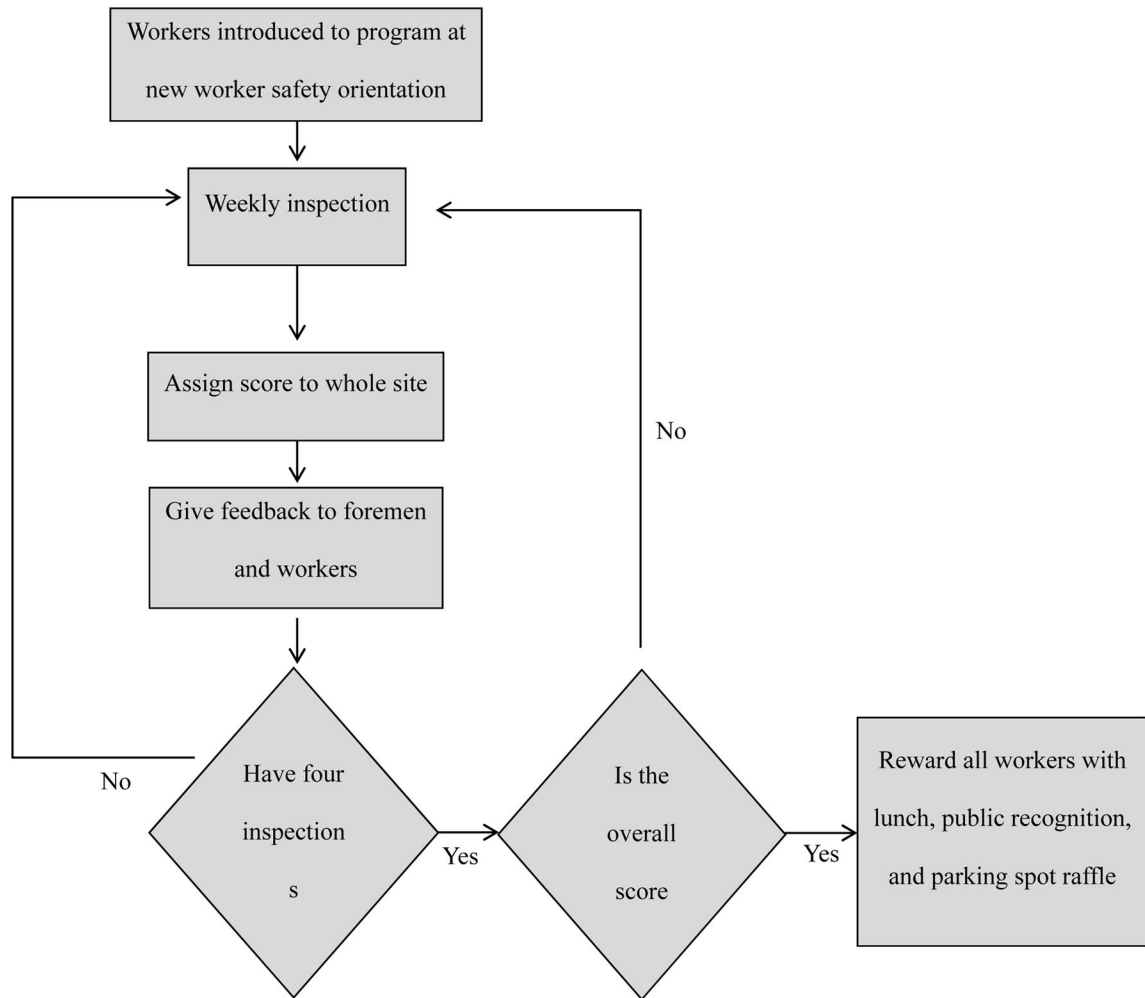 Workers introduced to program at
new worker safety orientation
Weekly inspection
Assign score to whole site
No
Give feedback to foremen
and workers
No
Have four
inspection
s
Yes
Is the
overall
score
Yes
Reward all workers with
lunch, public recognition,
and parking spot raffle